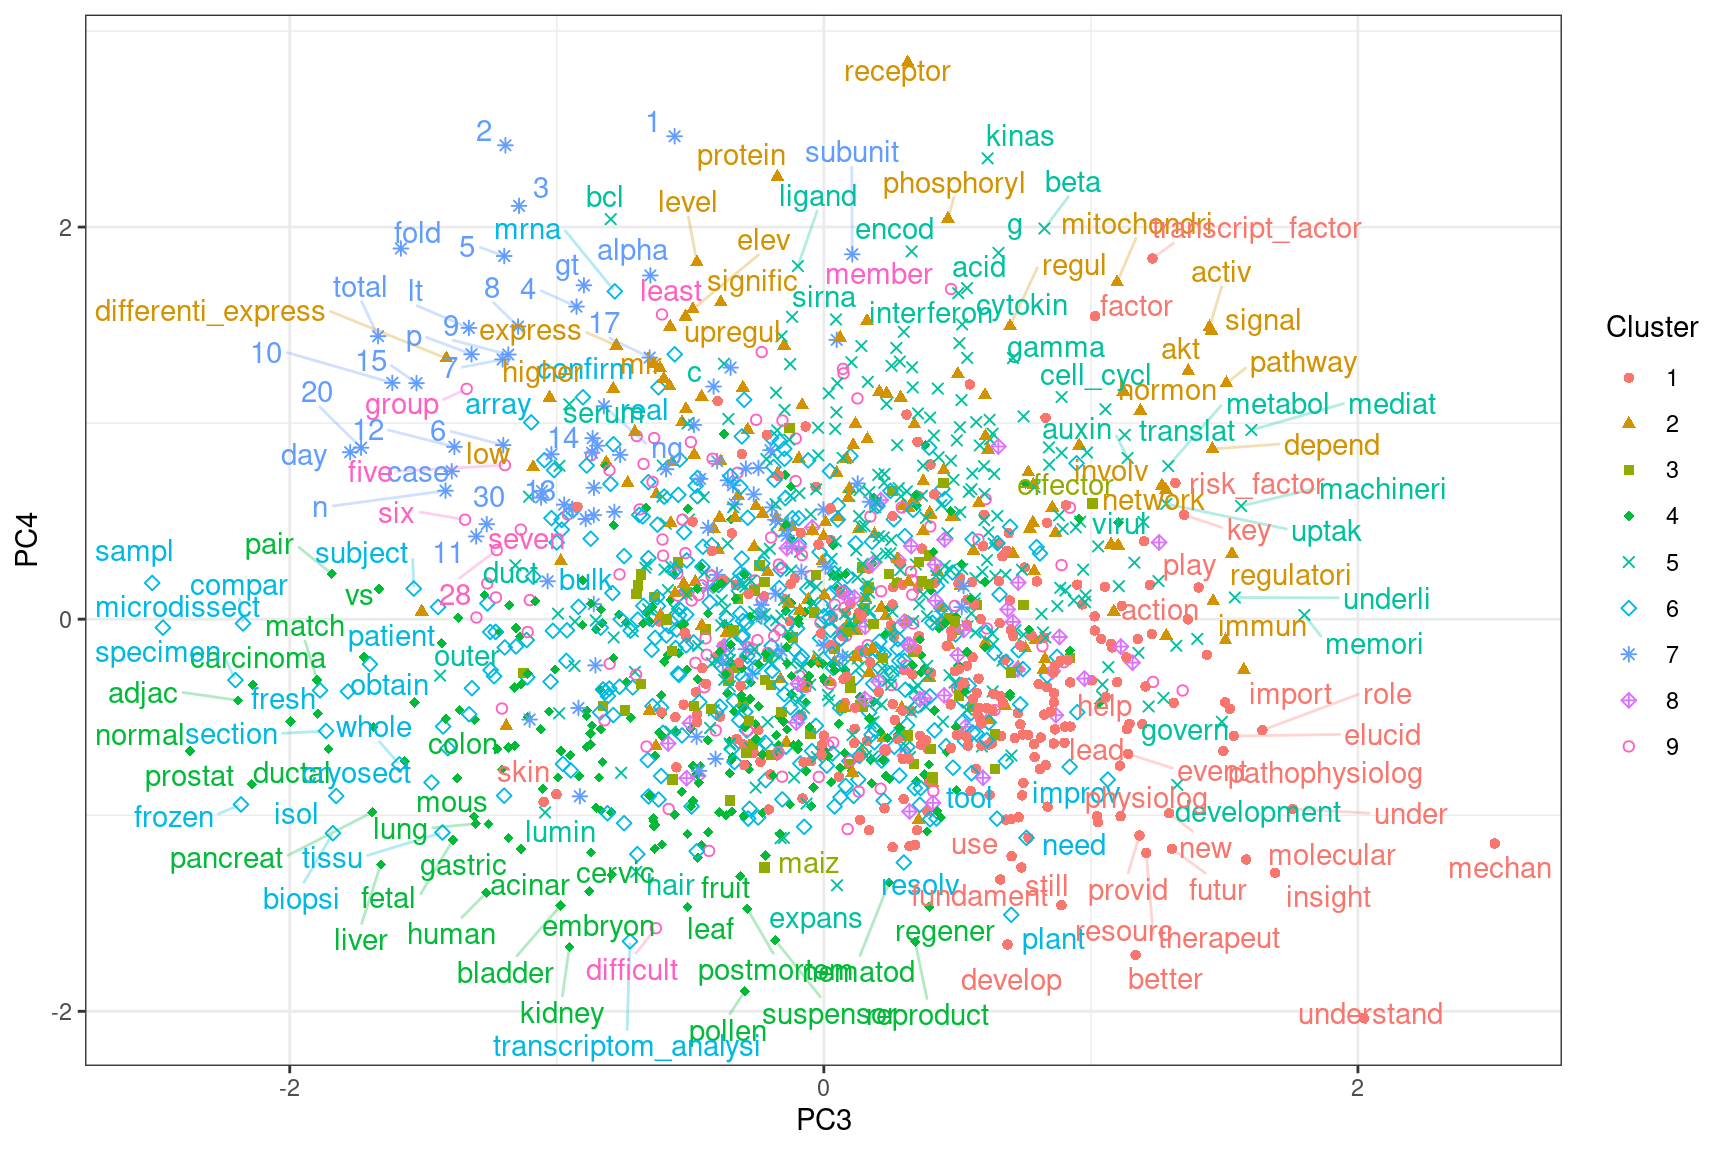 receptor
1
2
kinas
protein
subunit
phosphoryl
beta
3
bcl
level
ligand
mrna
fold
5
alpha
elev
encod
g
mitochondri
transcript_factor
gt
signific
member
acid
regul
activ
total
lt
8
4
least
sirna
interferon
cytokin
factor
differenti_express
9
express
17
upregul
signal
p
10
15
7
higher
confirm
mir
c
gamma
akt
pathway
20
group
array
serum
real
cell_cycl
hormon
metabol
mediat
12
6
14
ng
auxin
translat
depend
day
five
case
low
involv
n
30
13
effector
network
risk_factor
machineri
six
virul
key
uptak
sampl
pair
subject
11
seven
compar
vs
28
duct
bulk
play
regulatori
microdissect
action
underli
match
patient
immun
memori
specimen
carcinoma
outer
adjac
fresh
obtain
help
import
role
normal
section
whole
colon
govern
elucid
prostat
ductal
cryosect
skin
lead
event
pathophysiolog
frozen
isol
mous
tool
improv
physiolog
development
under
lung
lumin
pancreat
tissu
gastric
cervic
maiz
use
need
new
molecular
mechan
biopsi
fetal
acinar
hair
fruit
resolv
fundament
still
provid
futur
insight
liver
human
embryon
leaf
expans
regener
plant
resourc
therapeut
bladder
difficult
postmortem
nematod
develop
better
kidney
pollen
suspensor
reproduct
understand
transcriptom_analysi
2
0
-2
PC4
-2
0
2
PC3
Cluster
1
2
3
4
5
6
7
8
9